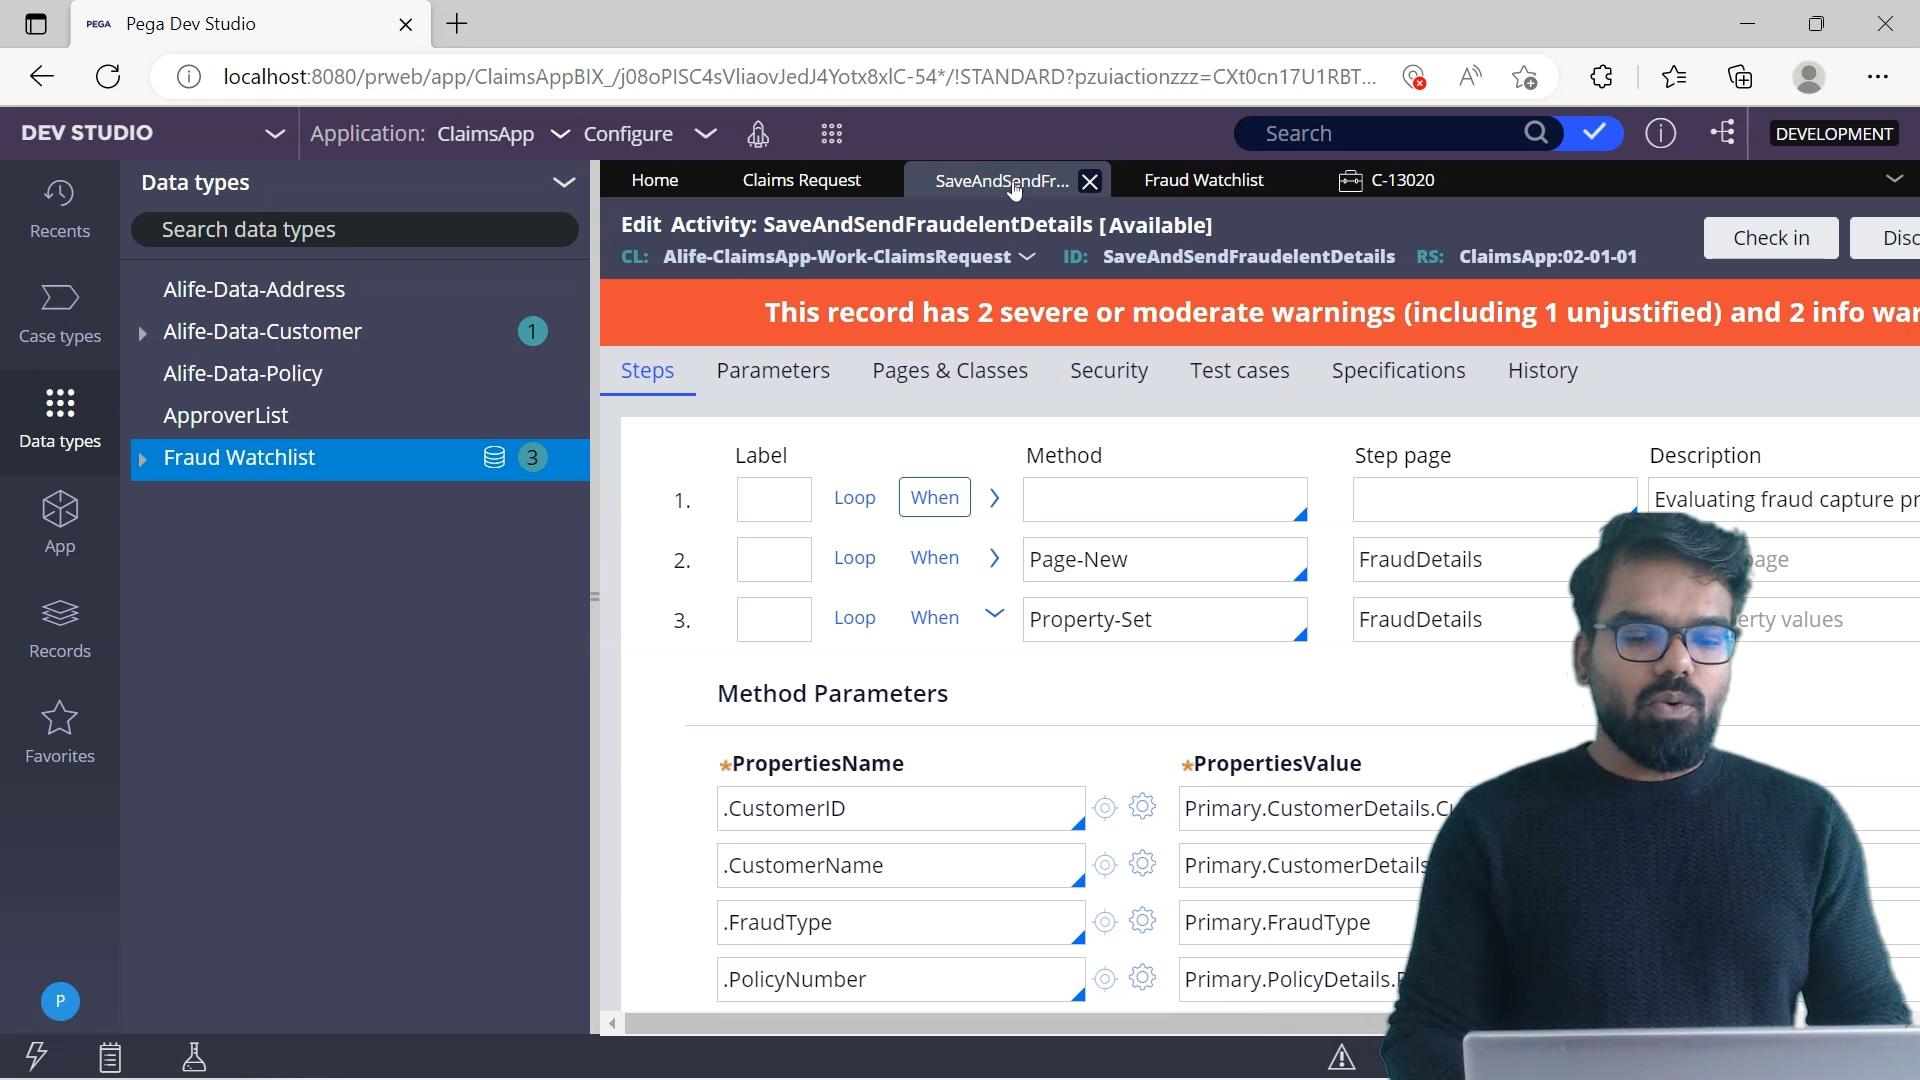 PEGA Pega Dev Studio
localhost:8080/prweb/app/ClaimsAppBIX_/j08oPISC4sVliaovJedJ4Yotx8xlC-54*/!STANDARD?pzuiactionzzz=CXt0cn17U1RBT...
DEV STUDIO Application: ClaimsApp Configure Search DEVELOPMENT
Recents
Case types
Data types
App
Records
Favorites
P
Data types
Search data types
Alife-Data-Address
Alife-Data-Customer 1
Alife-Data-Policy
ApproverList
Fraud Watchlist 3
Home Claims Request SaveAndSendFr... Fraud Watchlist C-13020
Edit Activity: SaveAndSendFraudelentDetails [Available]
CL: Alife-ClaimsApp-Work-ClaimsRequest ID: SaveAndSendFraudelentDetails RS: ClaimsApp:02-01-01
Check in Disc
This record has 2 severe or moderate warnings (including 1 unjustified) and 2 info war
Steps Parameters Pages & Classes Security Test cases Specifications History
Label Method Step page Description
1. Loop When Evaluating fraud capture pr
2. Loop When Page-New FraudDetails age
3. Loop When Property-Set FraudDetails erty values
Method Parameters
*PropertiesName *PropertiesValue
.CustomerID Primary.CustomerDetails.Cu
.CustomerName Primary.CustomerDetails
.FraudType Primary.FraudType
.PolicyNumber Primary.PolicyDetails.P